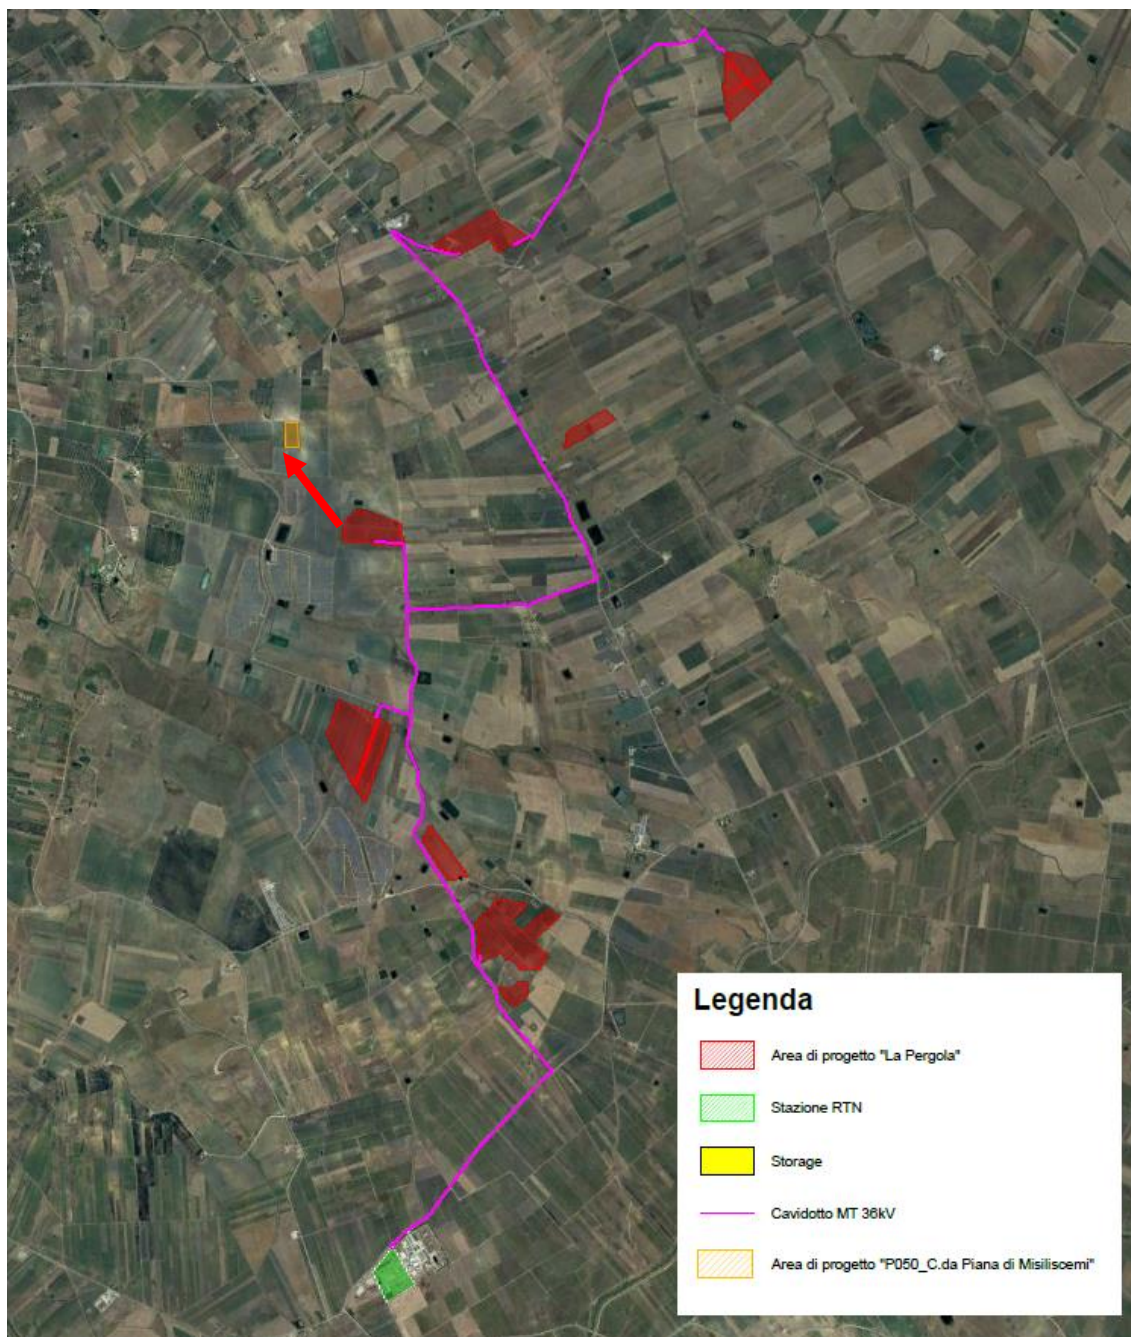 Legenda
Area di progetto "La Pergola"
Stazione RTN
Storage
Cavidotto MT 36kV
Area di progetto "P050_C.da Piana di Misiliscemi"